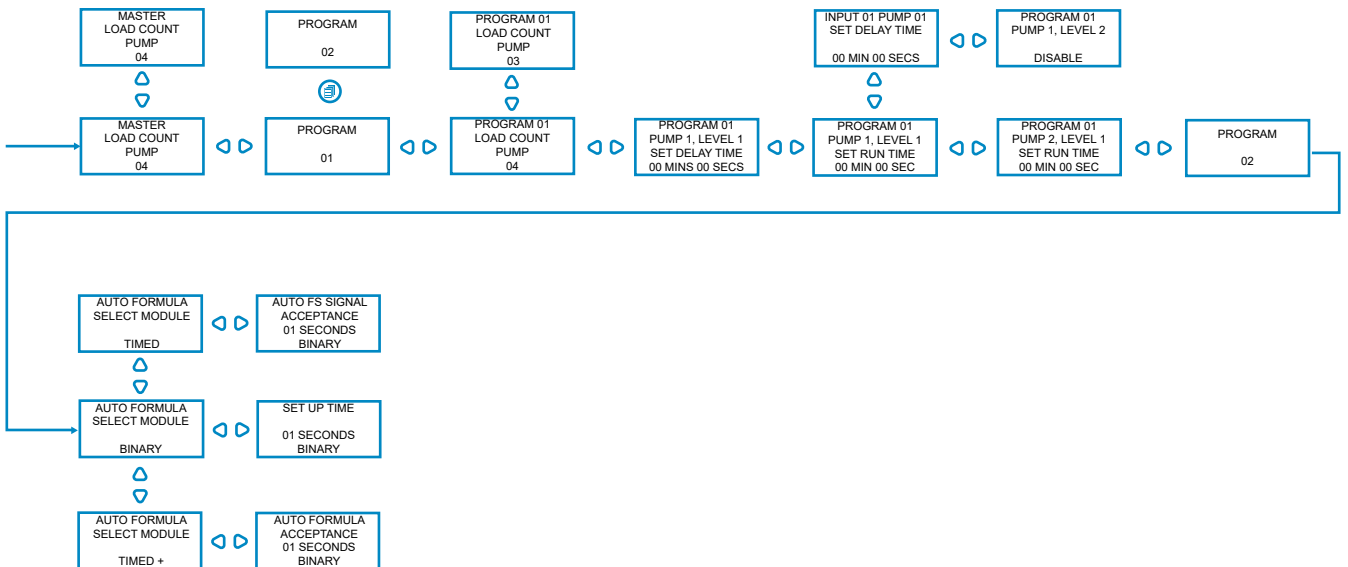 MASTER
LOAD COUNT
PUMP
04
PROGRAM
02
PROGRAM 01
LOAD COUNT
PUMP
03
INPUT 01 PUMP 01
SET DELAY TIME
00 MIN 00 SECS
PROGRAM 01
PUMP 1, LEVEL 2
DISABLE
MASTER
LOAD COUNT
PUMP
04
PROGRAM
01
PROGRAM 01
LOAD COUNT
PUMP
04
PROGRAM 01
PUMP 1, LEVEL 1
SET DELAY TIME
00 MINS 00 SECS
PROGRAM 01
PUMP 1, LEVEL 1
SET RUN TIME
00 MIN 00 SEC
PROGRAM 01
PUMP 2, LEVEL 1
SET RUN TIME
00 MIN 00 SEC
PROGRAM
02
AUTO FORMULA
SELECT MODULE
TIMED
AUTO FS SIGNAL
ACCEPTANCE
01 SECONDS
BINARY
AUTO FORMULA
SELECT MODULE
BINARY
SET UP TIME
01 SECONDS
BINARY
AUTO FORMULA
SELECT MODULE
TIMED +
AUTO FORMULA
ACCEPTANCE
01 SECONDS
BINARY